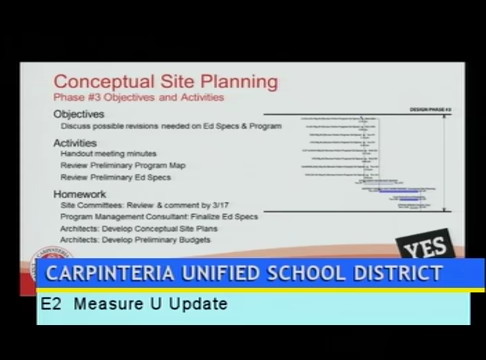 Conceptual Site Planning
Phase #3 Objectives and Activities
Objectives
Discuss possible revisions needed on Ed Specs & Program
Activities
Handout meeting minutes
Review Preliminary Program Map
Review Preliminary Ed Specs
Homework
Site Committees: Review & comment by 3/17
Program Management Consultant: Finalize Ed Specs
Architects: Develop Conceptual Site Plans
Architects: Develop Preliminary Budgets
DESIGN PHASE #3
YES
CARPINTERIA UNIFIED SCHOOL DISTRICT
E2 Measure U Update